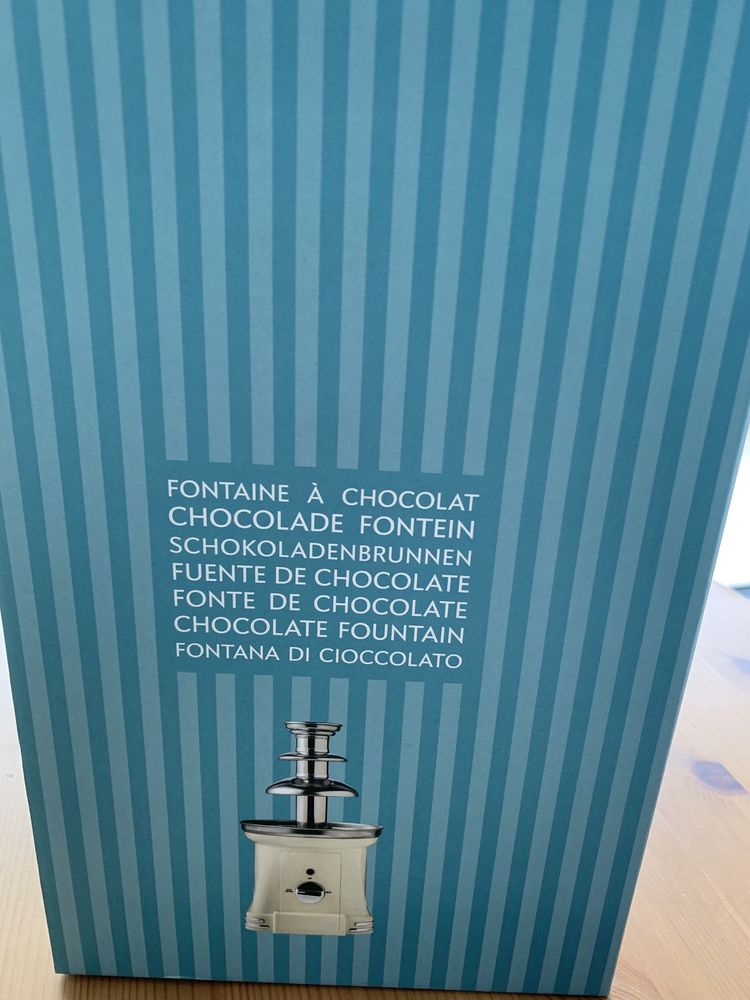 FONTAINE À CHOCOLAT
CHOCOLADE FONTEIN
SCHOKOLADENBRUNNEN
FUENTE DE CHOCOLATE
FONTE DE CHOCOLATE
CHOCOLATE FOUNTAIN
FONTANA DI CIOCCOLATO